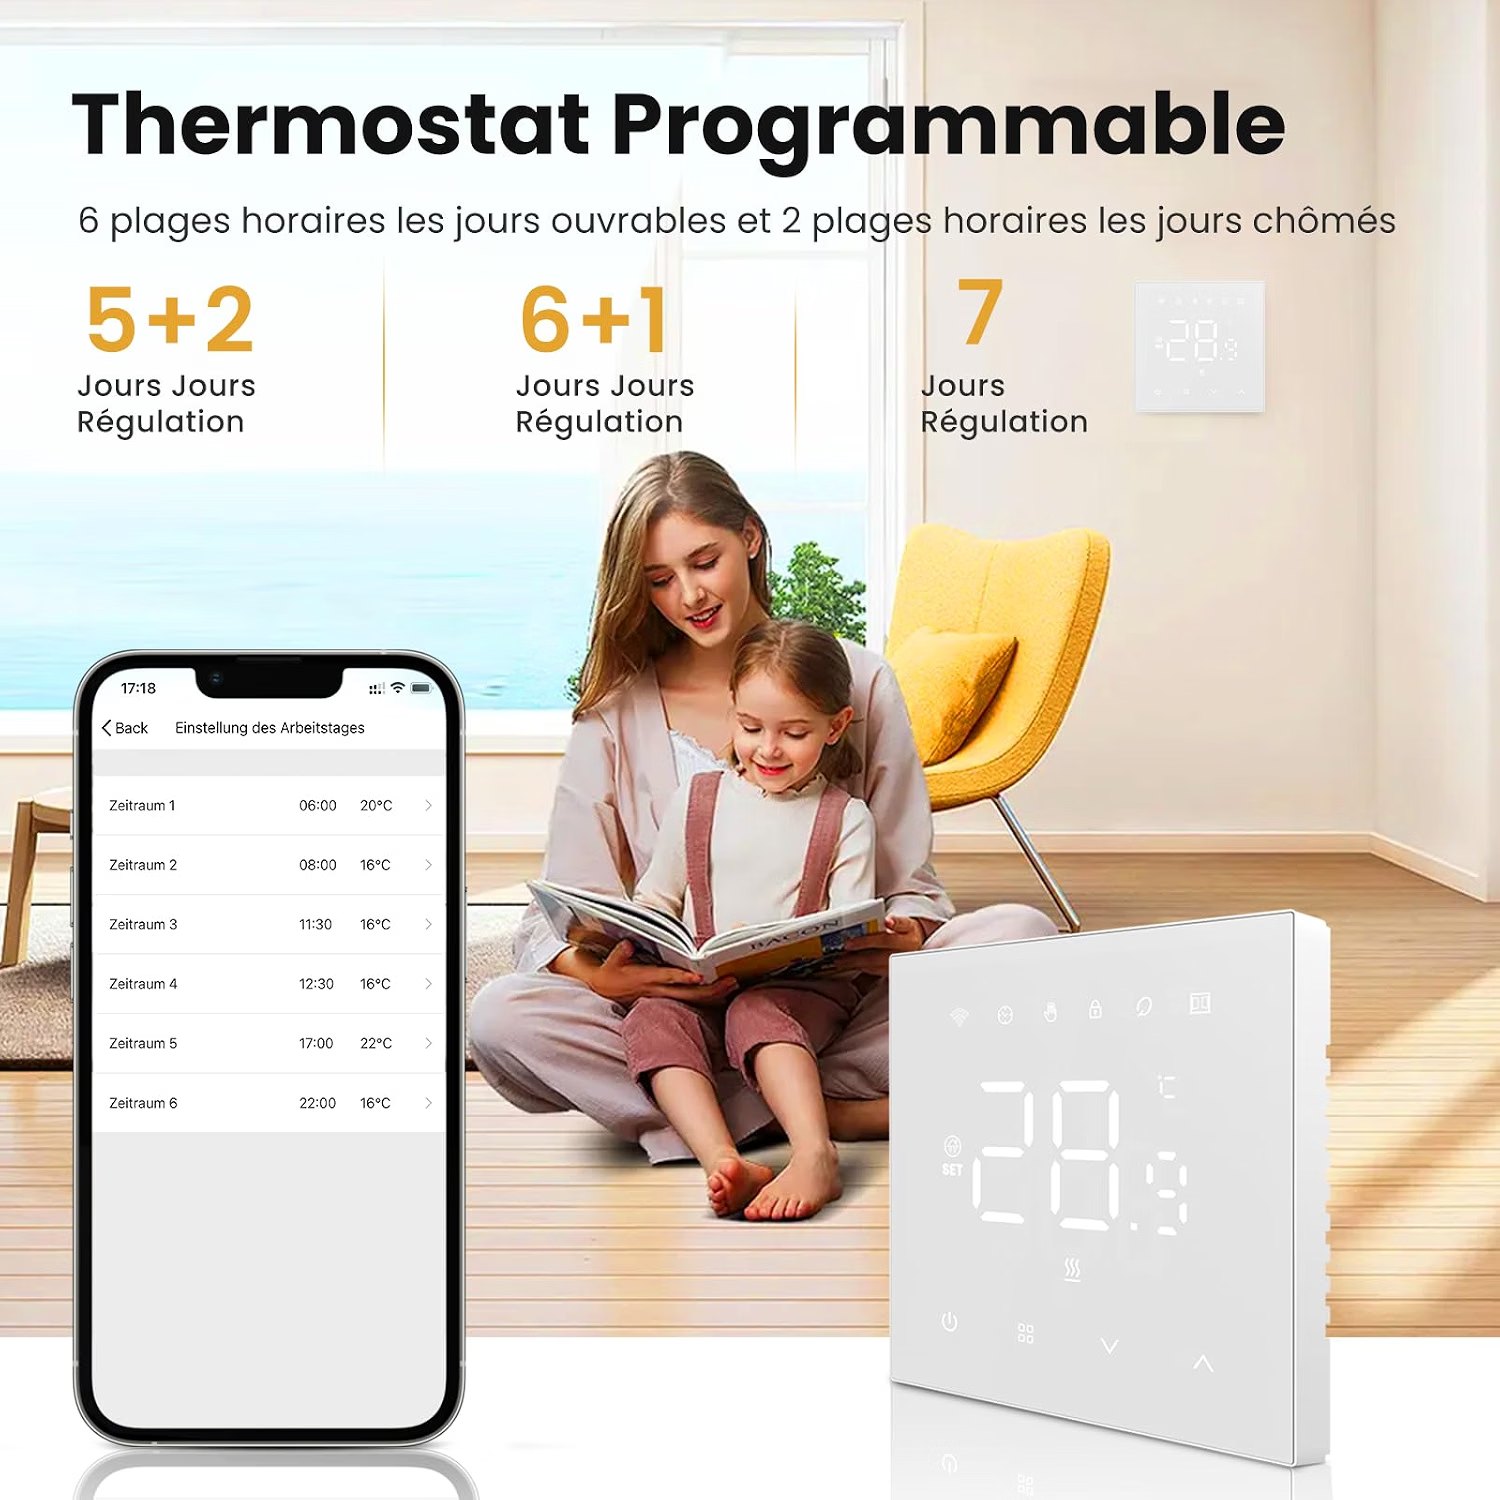 Thermostat Programmable
6 plages horaires les jours ouvrables et 2 plages horaires les jours chômés
5+2
Jours Jours
Régulation
6+1
Jours Jours
Régulation
7
Jours
Régulation
28.9
17:18
Back Einstellung des Arbeitstages
Zeitraum 1 06:00 20°C
Zeitraum 2 08:00 16°C
Zeitraum 3 11:30 16°C
Zeitraum 4 12:30 16°C
Zeitraum 5 17:00 22°C
Zeitraum 6 22:00 16°C
BACON
°C
SET 28.9